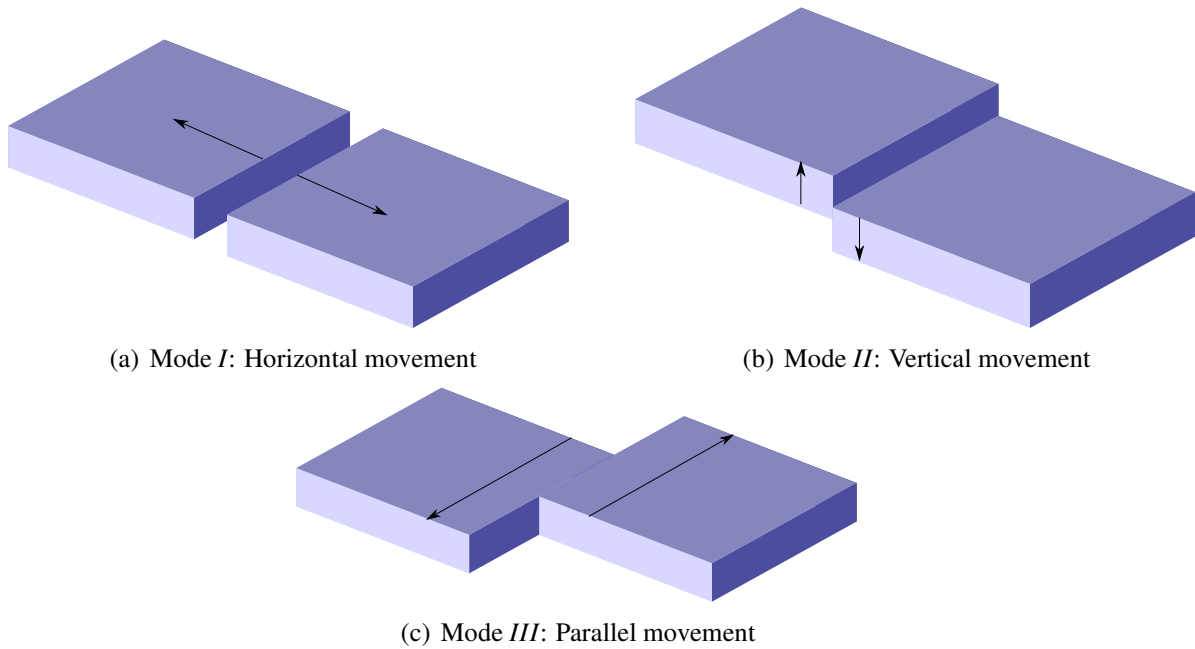 (a) Mode I: Horizontal movement
(b) Mode II: Vertical movement
(c) Mode III: Parallel movement